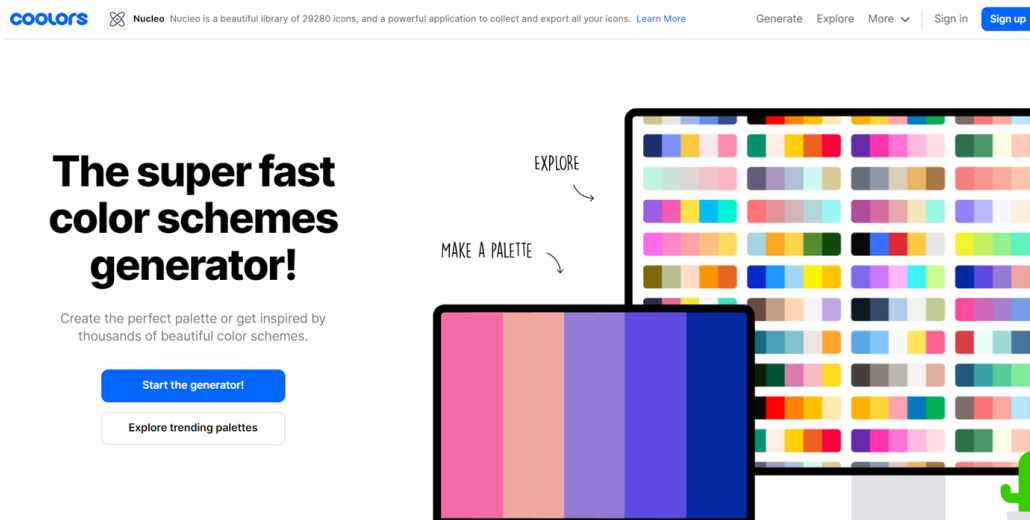 coolors
Nucleo Nucleo is a beautiful library of 29280 icons, and a powerful application to collect and export all your icons. Learn More
Generate Explore More Sign in Sign up
The super fast
color schemes
generator!
Create the perfect palette or get inspired by
thousands of beautiful color schemes.
Start the generator!
Explore trending palettes
EXPLORE
MAKE A PALETTE